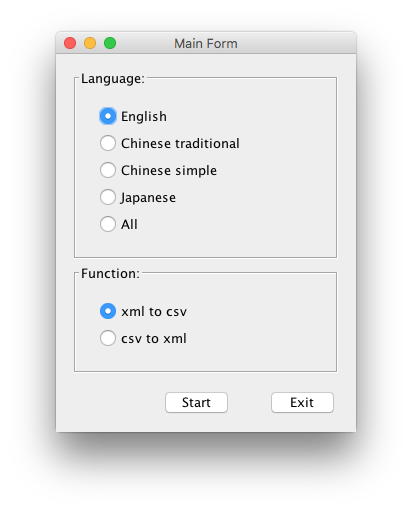 Main Form
Language:
English
Chinese traditional
Chinese simple
Japanese
All
Function:
xml to csv
csv to xml
Start Exit